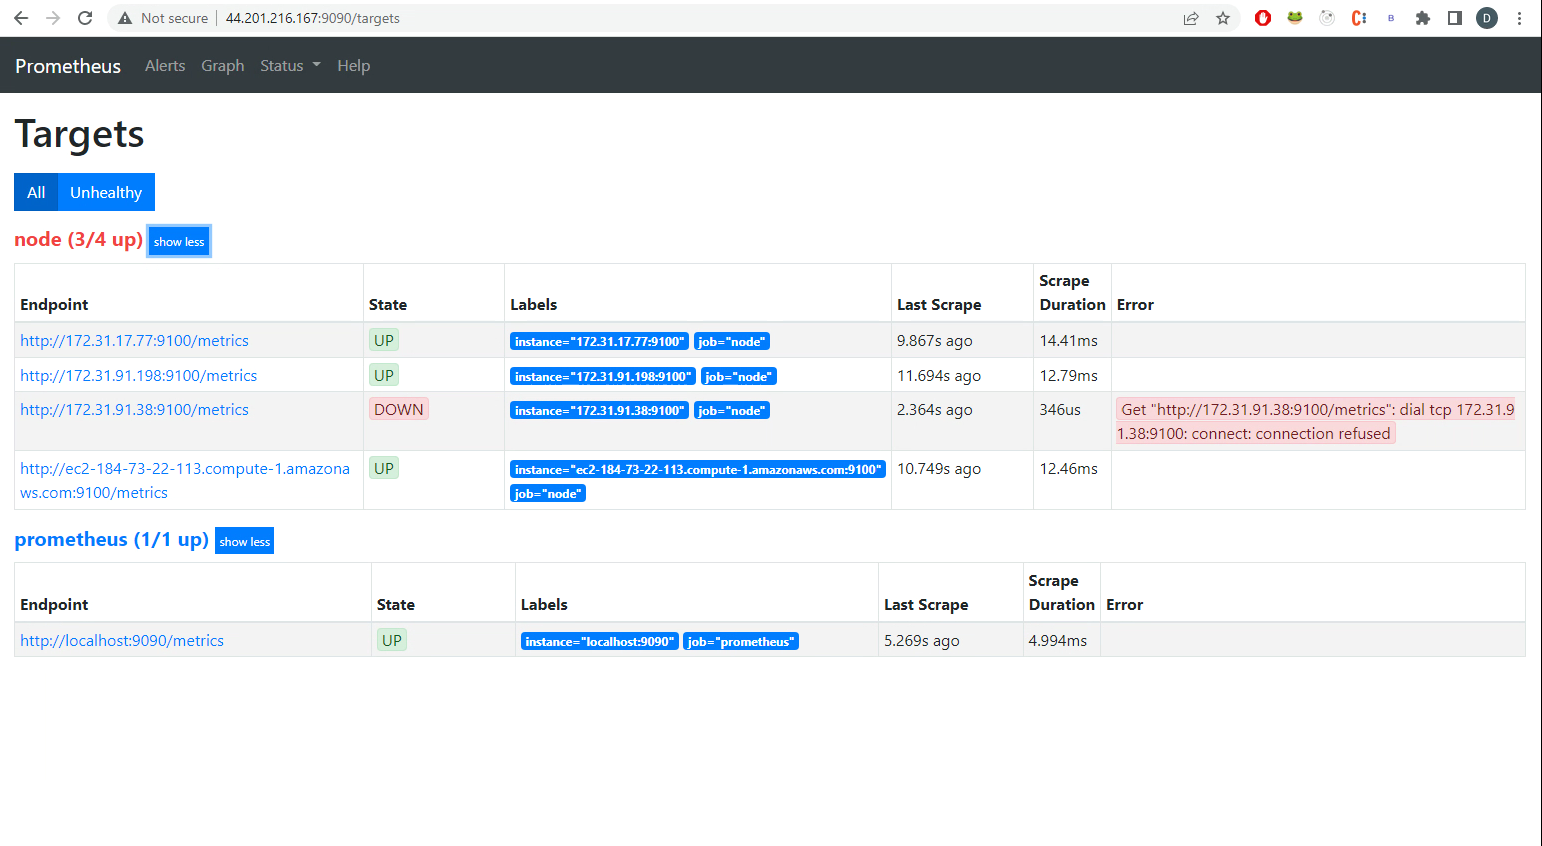 Not secure 44.201.216.167:9090/targets
D
Prometheus Alerts Graph Status Help
Targets
All Unhealthy
node (3/4 up) show less
Endpoint State Labels Last Scrape Scrape Duration Error
http://172.31.17.77:9100/metrics UP instance="172.31.17.77:9100" job="node" 9.867s ago 14.41ms
http://172.31.91.198:9100/metrics UP instance="172.31.91.198:9100" job="node" 11.694s ago 12.79ms
http://172.31.91.38:9100/metrics DOWN instance="172.31.91.38:9100" job="node" 2.364s ago 346us Get "http://172.31.91.38:9100/metrics": dial tcp 172.31.9
1.38:9100: connect: connection refused
http://ec2-184-73-22-113.compute-1.amazona UP instance="ec2-184-73-22-113.compute-1.amazonaws.com:9100" 10.749s ago 12.46ms
ws.com:9100/metrics job="node"
prometheus (1/1 up) show less
Endpoint State Labels Last Scrape Scrape Duration Error
http://localhost:9090/metrics UP instance="localhost:9090" job="prometheus" 5.269s ago 4.994ms